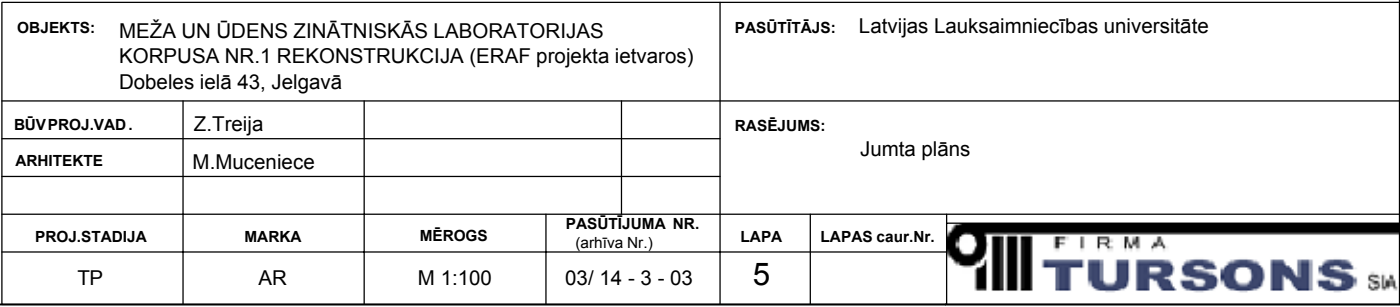 OBJEKTS: MEŽA UN ŪDENS ZINĀTNISKĀS LABORATORIJAS
KORPUSA NR.1 REKONSTRUKCIJA (ERAF projekta ietvaros)
Dobeles ielā 43, Jelgavā
PASŪTĪTĀJS: Latvijas Lauksaimniecības universitāte
BŪVPROJ.VAD. Z.Treija
ARHITEKTE M.Muceniece
RASĒJUMS:
Jumta plāns
PROJ.STADIJA MARKA MĒROGS PASŪTĪJUMA NR.
(arhīva Nr.)
LAPA LAPAS caur.Nr.
TP AR M 1:100 03/ 14 - 3 - 03 5
FIRMA
TURSONS SIA